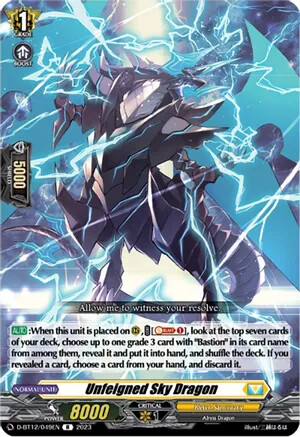 1
GRADE
BOOST
5000
SHIELD
Allow me to witness your resolve.
AUTO :When this unit is placed on , [ 1], look at the top seven cards
of your deck, choose up to one grade 3 card with "Bastion" in its card name
from among them, reveal it and put it into hand, and shuffle the deck. If you
revealed a card, choose a card from your hand, and discard it.
NORMAL UNIT
Unfeigned Sky Dragon
POWER 8000
CRITICAL 1
Abyss Dragon
D-BT12/049EN R 2023